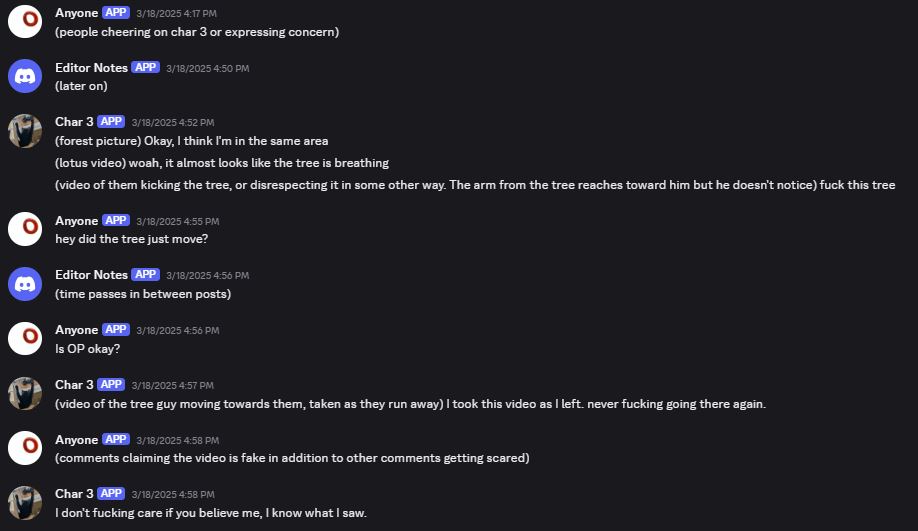 Anyone APP 3/18/2025 4:17 PM
(people cheering on char 3 or expressing concern)
Editor Notes APP 3/18/2025 4:50 PM
(later on)
Char 3 APP 3/18/2025 4:52 PM
(forest picture) Okay, I think I'm in the same area
(lotus video) woah, it almost looks like the tree is breathing
(video of them kicking the tree, or disrespecting it in some other way. The arm from the tree reaches toward him but he doesn't notice) fuck this tree
Anyone APP 3/18/2025 4:55 PM
hey did the tree just move?
Editor Notes APP 3/18/2025 4:56 PM
(time passes in between posts)
Anyone APP 3/18/2025 4:56 PM
Is OP okay?
Char 3 APP 3/18/2025 4:57 PM
(video of the tree guy moving towards them, taken as they run away) I took this video as I left. never fucking going there again.
Anyone APP 3/18/2025 4:58 PM
(comments claiming the video is fake in addition to other comments getting scared)
Char 3 APP 3/18/2025 4:58 PM
I don't fucking care if you believe me, I know what I saw.